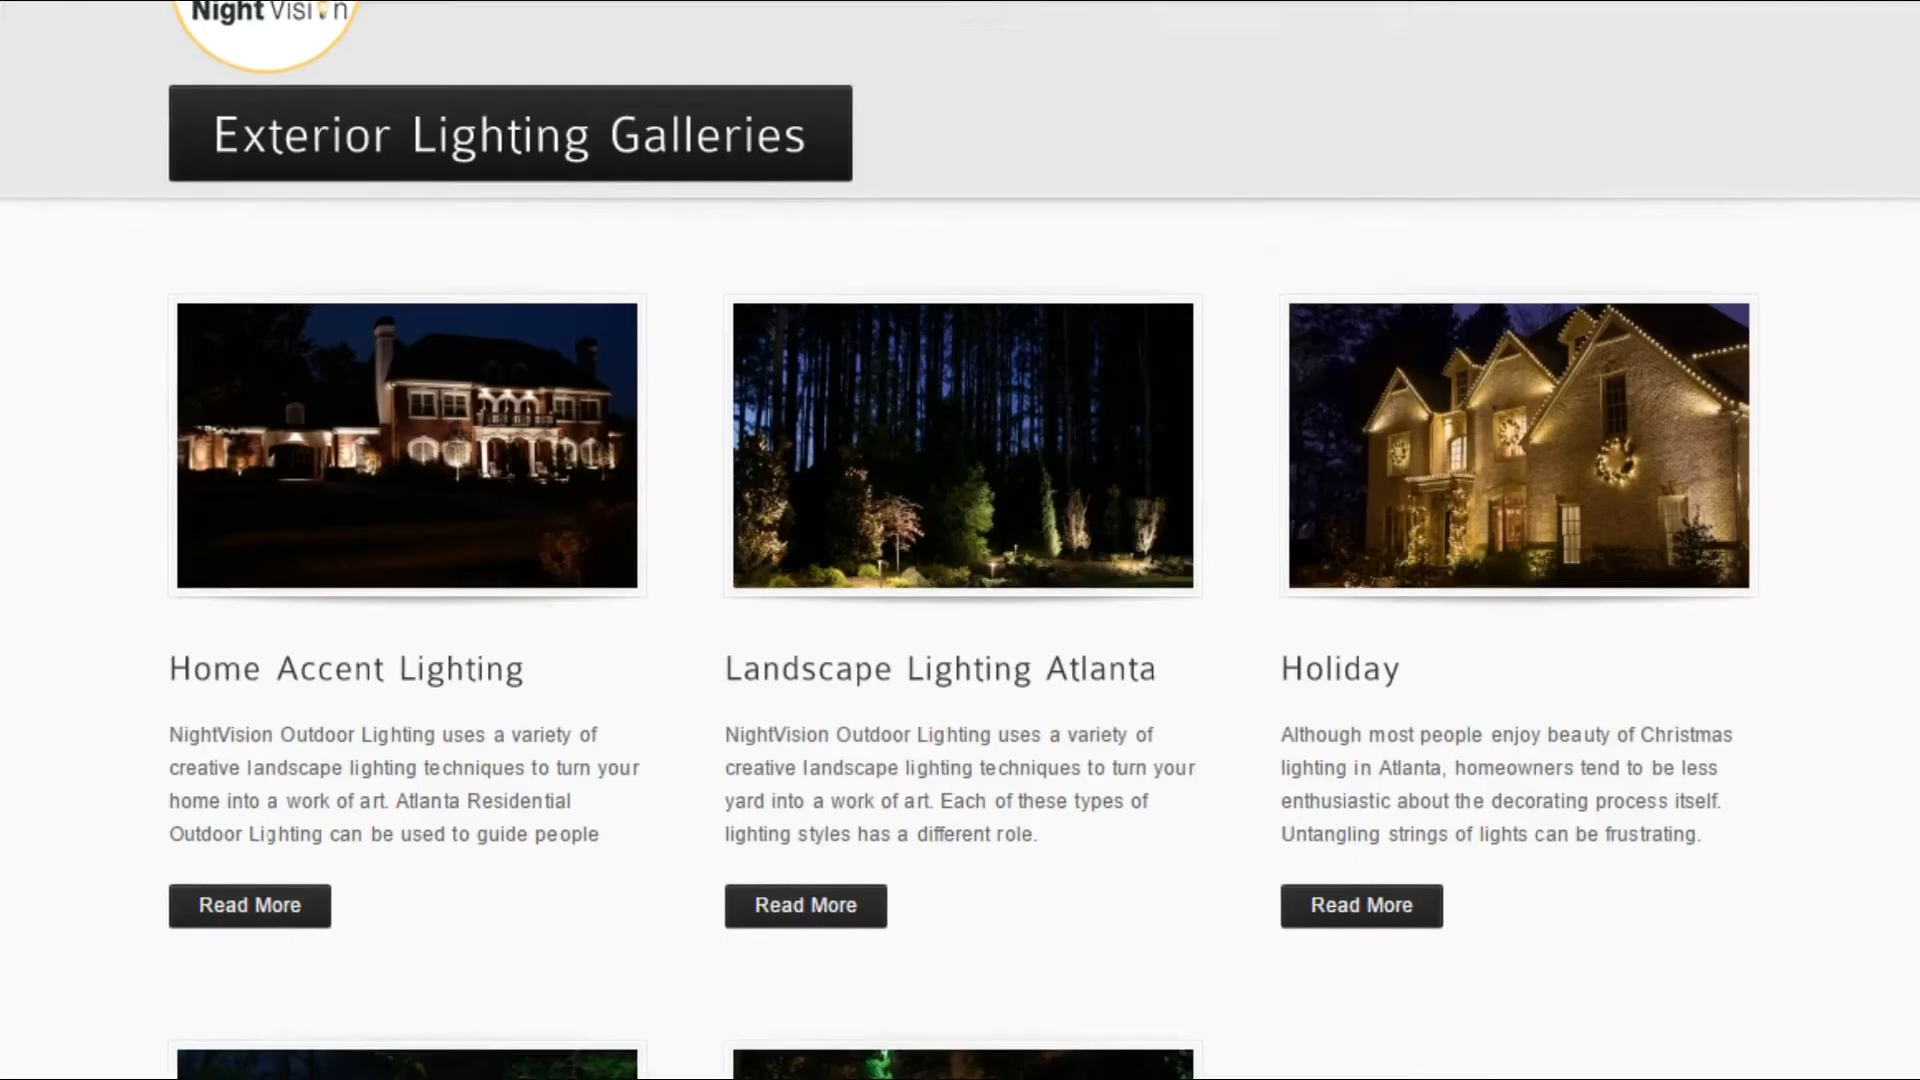 Night Vision
Exterior Lighting Galleries
Home Accent Lighting
NightVision Outdoor Lighting uses a variety of
creative landscape lighting techniques to turn your
home into a work of art. Atlanta Residential
Outdoor Lighting can be used to guide people
Read More
Landscape Lighting Atlanta
NightVision Outdoor Lighting uses a variety of
creative landscape lighting techniques to turn your
yard into a work of art. Each of these types of
lighting styles has a different role.
Read More
Holiday
Although most people enjoy beauty of Christmas
lighting in Atlanta, homeowners tend to be less
enthusiastic about the decorating process itself.
Untangling strings of lights can be frustrating.
Read More